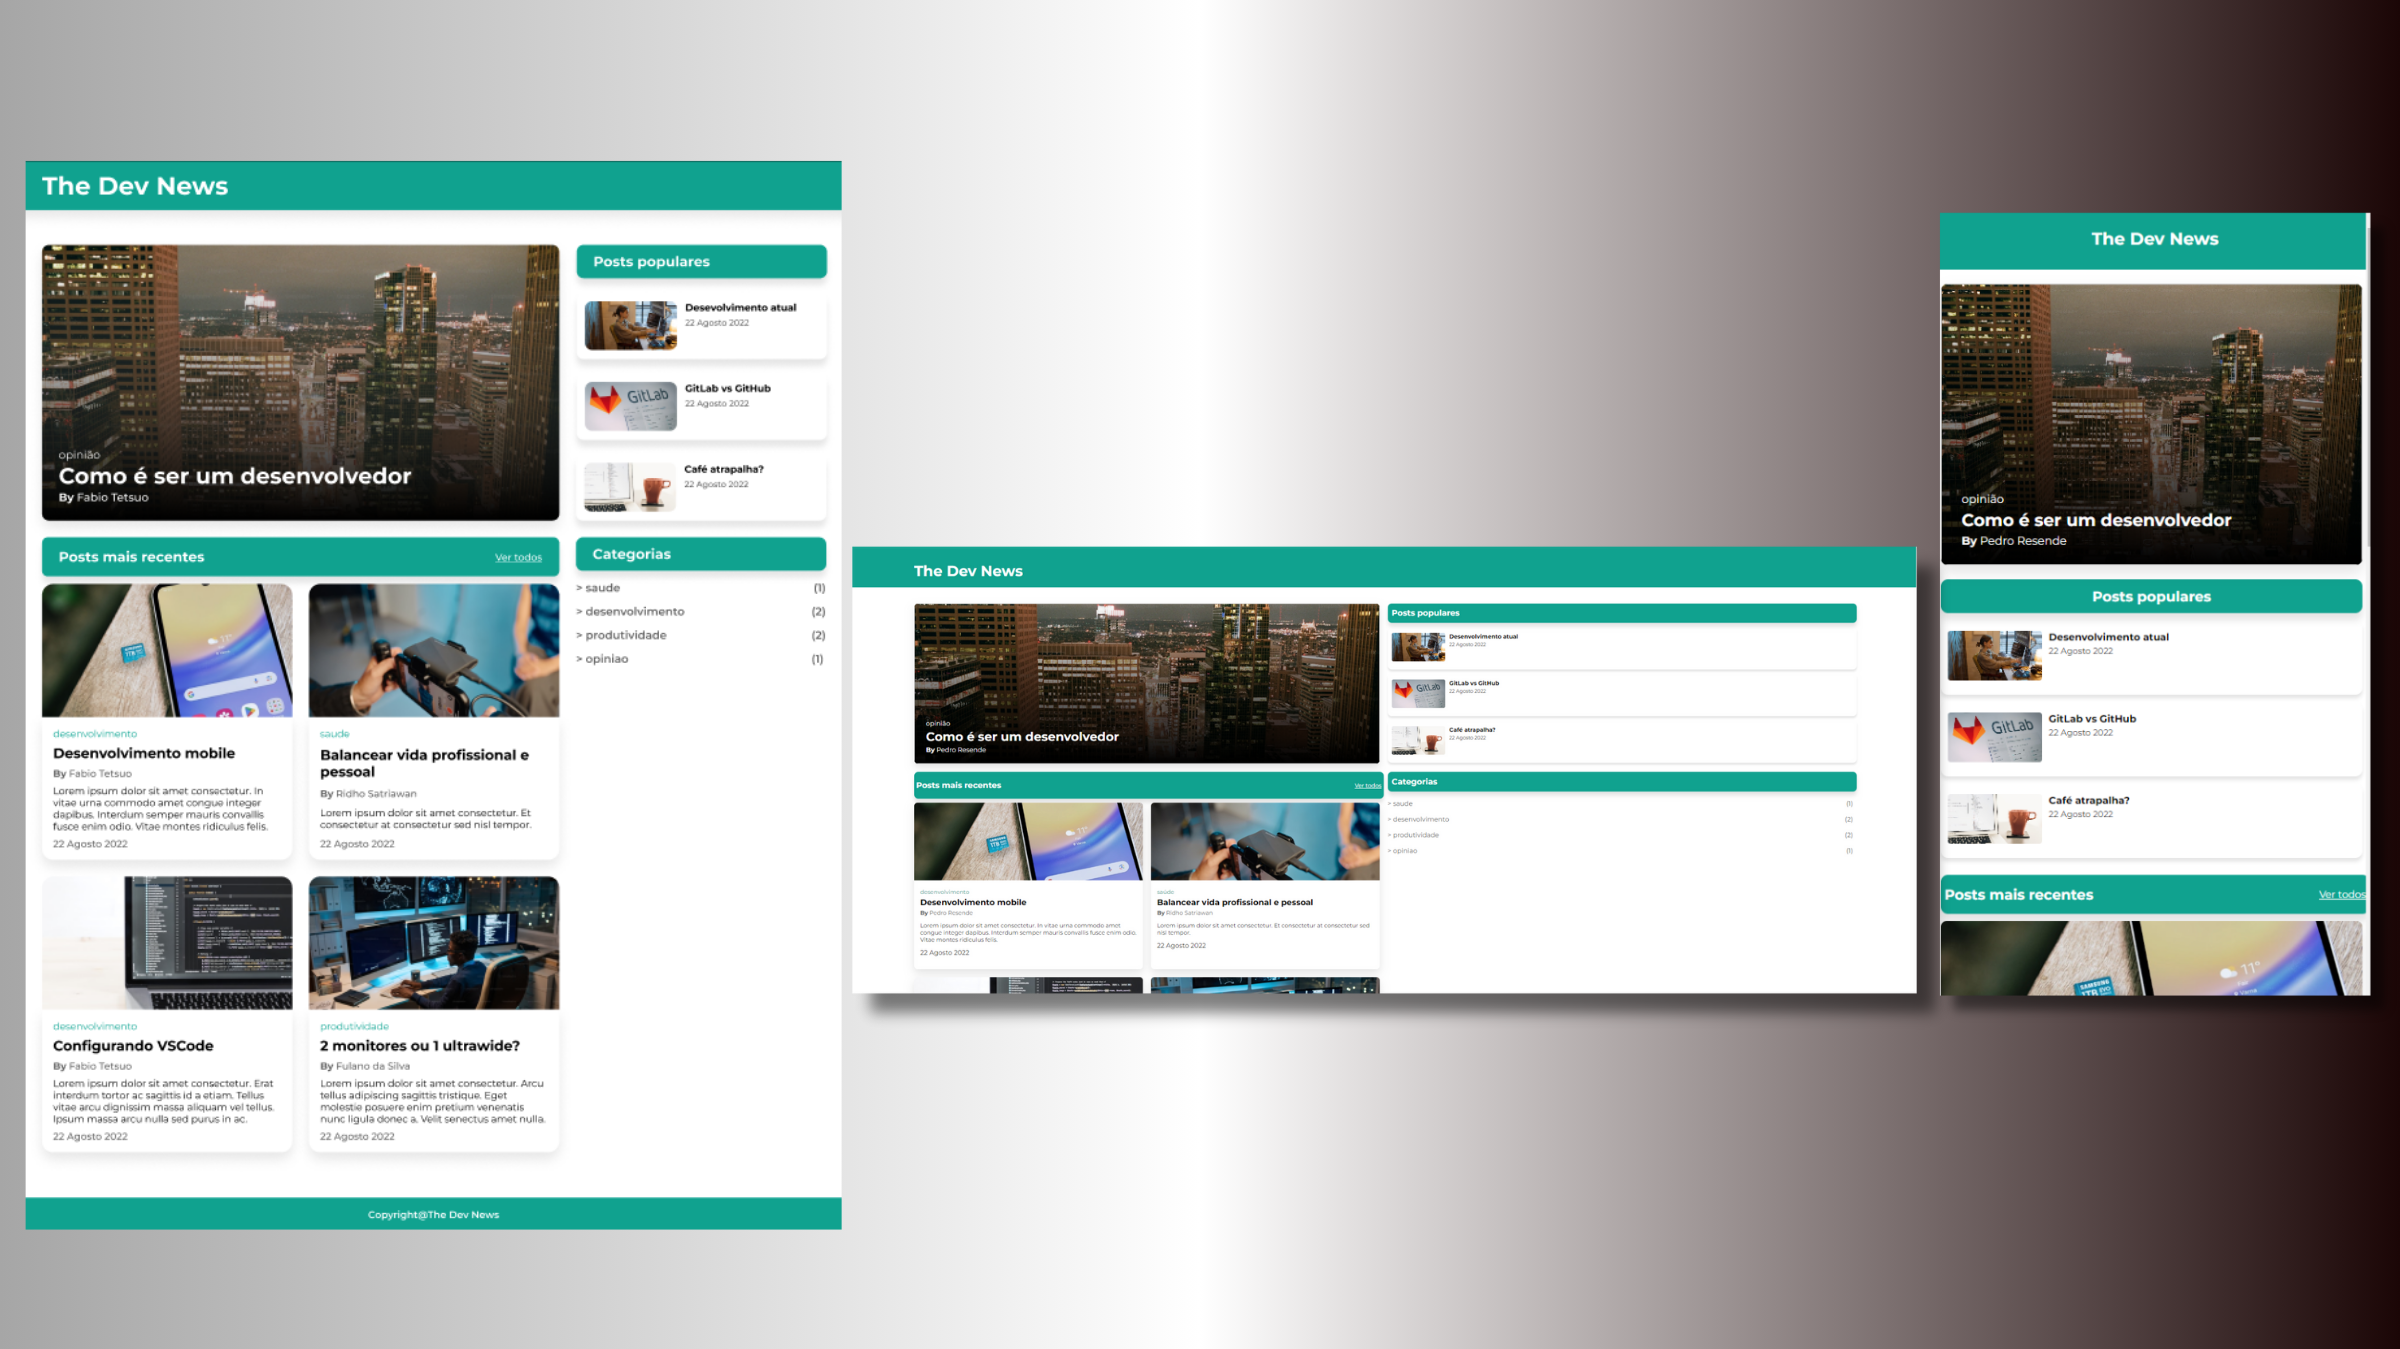 The Dev News
opinião
Como é ser um desenvolvedor
By Fabio Tetsuo
Posts populares
Desevolvimento atual
22 Agosto 2022
GitLab
GitLab vs GitHub
22 Agosto 2022
Café atrapalha?
22 Agosto 2022
Posts mais recentes
Ver todos
desenvolvimento
Desenvolvimento mobile
By Fabio Tetsuo
Lorem ipsum dolor sit amet consectetur. In
vitae urna commodo amet congue integer
dapibus. Interdum semper mauris convallis
fusce enim odio. Vitae montes ridiculus felis.
22 Agosto 2022
saude
Balancear vida profissional e
pessoal
By Ridho Satriawan
Lorem ipsum dolor sit amet consectetur. Et
consectetur at consectetur sed nisl tempor.
22 Agosto 2022
desenvolvimento
Configurando VSCode
By Fabio Tetsuo
Lorem ipsum dolor sit amet consectetur. Erat
interdum tortor ac sagittis id a etiam. Tellus
vitae arcu dignissim massa aliquam vel tellus.
Ipsum massa arcu nulla sed purus in ac.
22 Agosto 2022
produtividade
2 monitores ou 1 ultrawide?
By Fulano da Silva
Lorem ipsum dolor sit amet consectetur. Arcu
tellus adipiscing sagittis tristique. Eget
molestie posuere enim pretium venenatis
nunc ligula donec a. Velit senectus amet nulla.
22 Agosto 2022
Categorias
> saude (1)
> desenvolvimento (2)
> produtividade (2)
> opiniao (1)
Copyright@The Dev News
The Dev News
opinião
Como é ser um desenvolvedor
By Pedro Resende
Posts populares
Desenvolvimento atual
22 Agosto 2022
GitLab
GitLab vs GitHub
22 Agosto 2022
Café atrapalha?
22 Agosto 2022
Posts mais recentes
Ver todos
desenvolvimento
Desenvolvimento mobile
By Pedro Resende
Lorem ipsum dolor sit amet consectetur. In vitae urna commodo amet
congue integer dapibus. Interdum semper mauris convallis fusce enim odio.
Vitae montes ridiculus felis.
22 Agosto 2022
saúde
Balancear vida profissional e pessoal
By Ridho Satriawan
Lorem ipsum dolor sit amet consectetur. Et consectetur at consectetur sed
nisl tempor.
22 Agosto 2022
Categorias
> saude (1)
> desenvolvimento (2)
> produtividade (2)
> opiniao (1)
The Dev News
opinião
Como é ser um desenvolvedor
By Pedro Resende
Posts populares
Desenvolvimento atual
22 Agosto 2022
GitLab
GitLab vs GitHub
22 Agosto 2022
Café atrapalha?
22 Agosto 2022
Posts mais recentes
Ver todos
11°
SAMSUNG